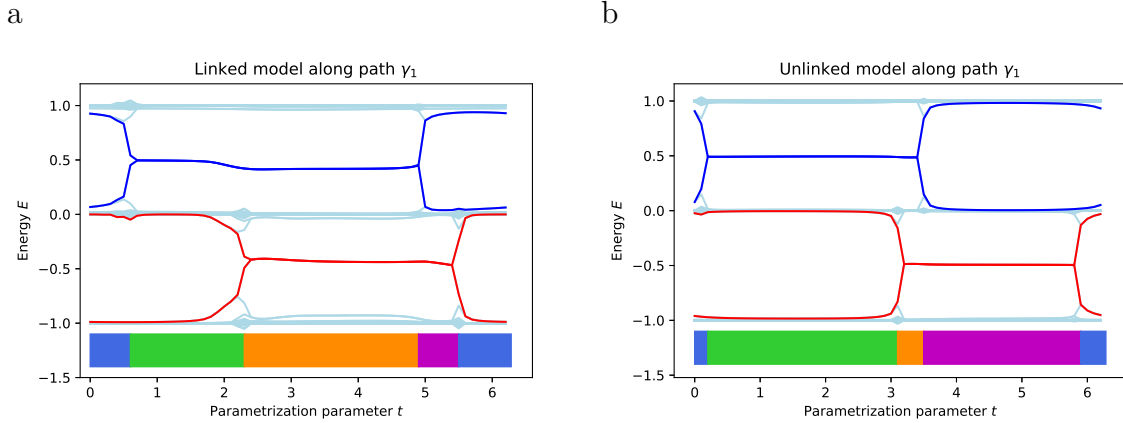 a
Linked model along path γ₁
Energy E
1.0
0.5
0.0
−0.5
−1.0
−1.5
0 1 2 3 4 5 6
Parametrization parameter t
b
Unlinked model along path γ₁
Energy E
1.0
0.5
0.0
−0.5
−1.0
−1.5
0 1 2 3 4 5 6
Parametrization parameter t